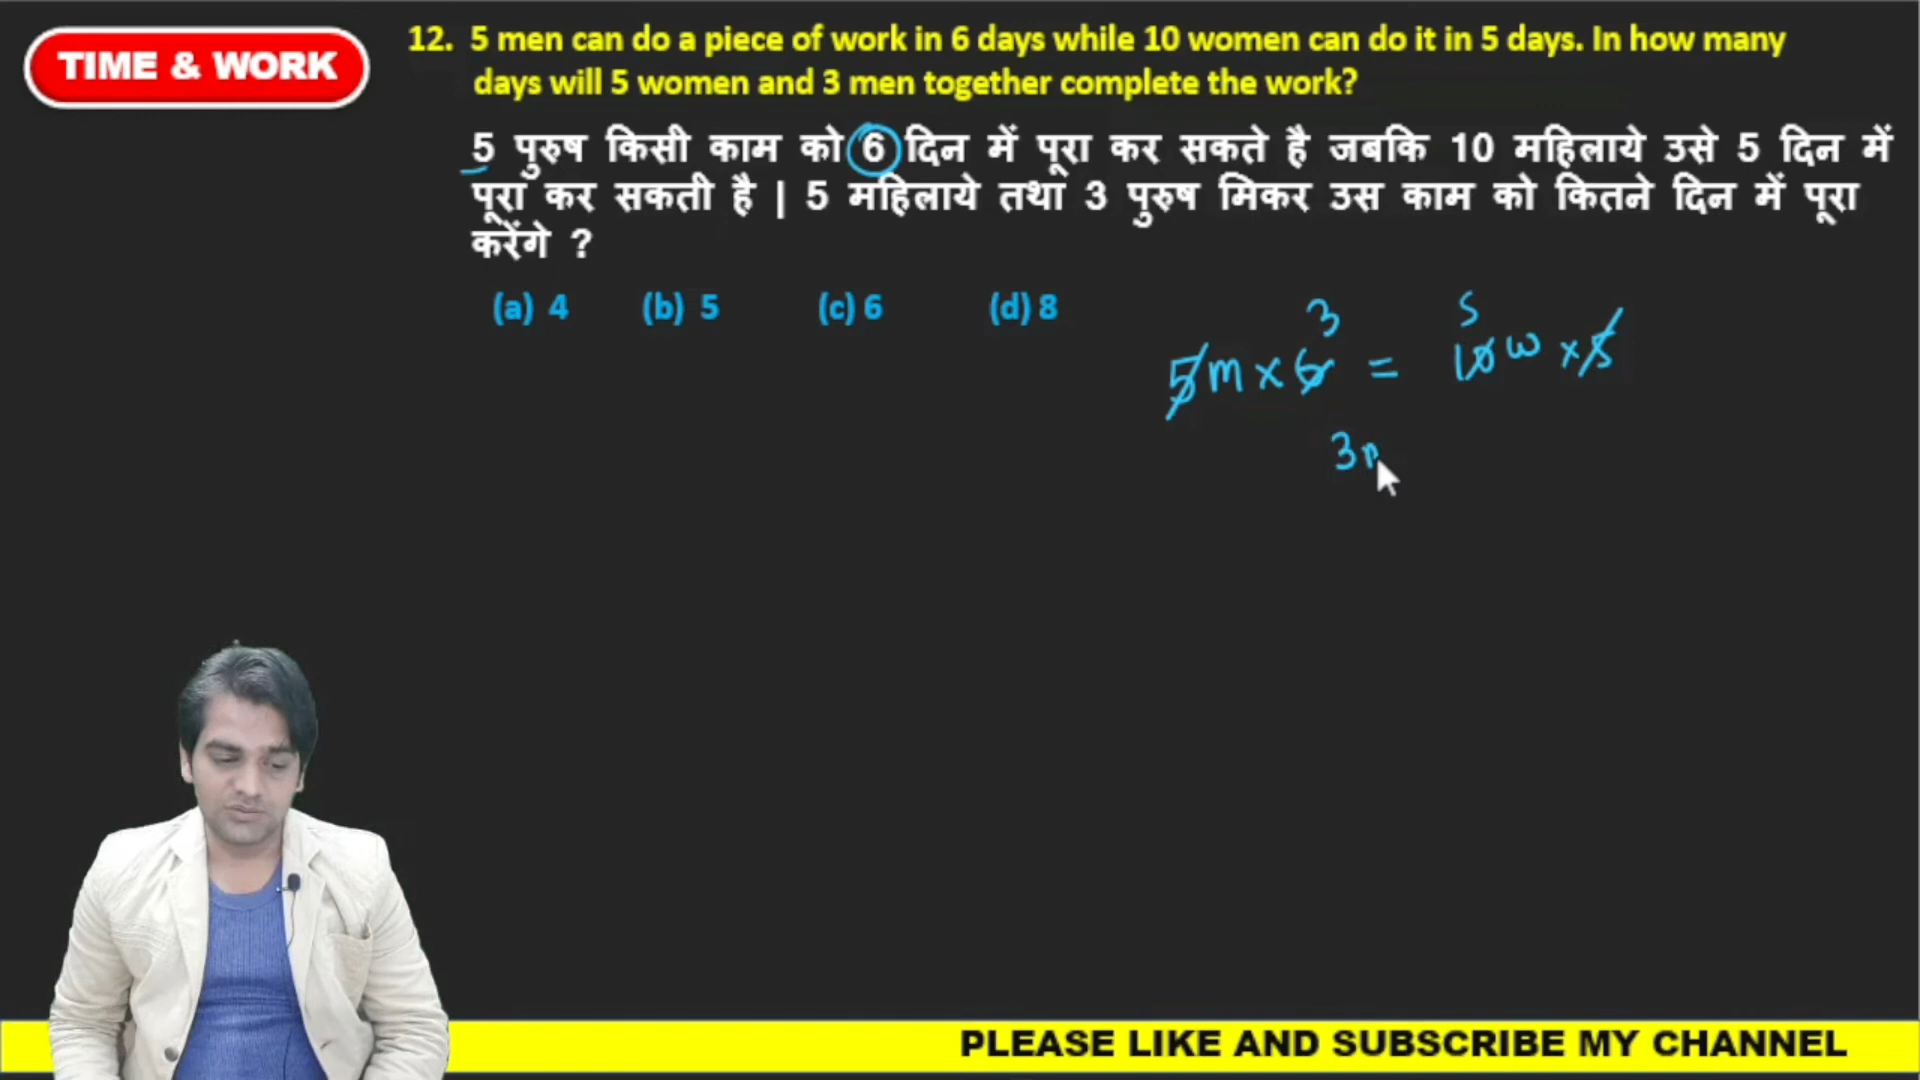 TIME & WORK
12. 5 men can do a piece of work in 6 days while 10 women can do it in 5 days. In how many
days will 5 women and 3 men together complete the work?
5 पुरुष किसी काम को 6 दिन में पूरा कर सकते है जबकि 10 महिलाये उसे 5 दिन में
पूरा कर सकती है | 5 महिलाये तथा 3 पुरुष मिकर उस काम को कितने दिन में पूरा
करेंगे ?
(a) 4 (b) 5 (c) 6 (d) 8
3 5
5m × 6 = 10w × 5
3m
PLEASE LIKE AND SUBSCRIBE MY CHANNEL